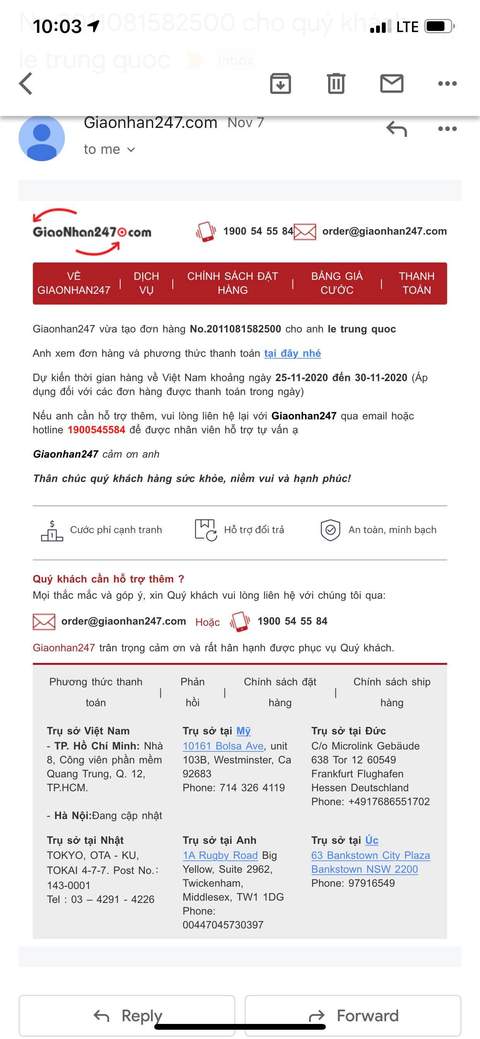 10:03
LTE
No.2011081582500 cho quý khách
le trung quoc
Inbox
Giaonhan247.com Nov 7
to me
GiaoNhan247 com
1900 54 55 84
order@giaonhan247.com
VỀ GIAONHAN247 | DỊCH VỤ | CHÍNH SÁCH ĐẶT HÀNG | BẢNG GIÁ CƯỚC | THANH TOÁN
Giaonhan247 vừa tạo đơn hàng No.2011081582500 cho anh le trung quoc
Anh xem đơn hàng và phương thức thanh toán tại đây nhé
Dự kiến thời gian hàng về Việt Nam khoảng ngày 25-11-2020 đến 30-11-2020 (Áp
dụng đối với các đơn hàng được thanh toán trong ngày)
Nếu anh cần hỗ trợ thêm, vui lòng liên hệ lại với Giaonhan247 qua email hoặc
hotline 1900545584 để được nhân viên hỗ trợ tư vấn ạ
Giaonhan247 cảm ơn anh
Thân chúc quý khách hàng sức khỏe, niềm vui và hạnh phúc!
Cước phí cạnh tranh
Hỗ trợ đổi trả
An toàn, minh bạch
Quý khách cần hỗ trợ thêm ?
Mọi thắc mắc và góp ý, xin Quý khách vui lòng liên hệ với chúng tôi qua:
order@giaonhan247.com Hoặc 1900 54 55 84
Giaonhan247 trân trọng cảm ơn và rất hân hạnh được phục vụ Quý khách.
Phương thức thanh toán | Phản hồi | Chính sách đặt hàng | Chính sách ship hàng
Trụ sở Việt Nam
- TP. Hồ Chí Minh: Nhà
8, Công viên phần mềm
Quang Trung, Q. 12,
TP.HCM.
- Hà Nội:Đang cập nhật
Trụ sở tại Mỹ
10161 Bolsa Ave, unit
103B, Westminster, Ca
92683
Phone: 714 326 4119
Trụ sở tại Đức
C/o Microlink Gebäude
638 Tor 12 60549
Frankfurt Flughafen
Hessen Deutschland
Phone: +4917686551702
Trụ sở tại Nhật
TOKYO, OTA - KU,
TOKAI 4-7-7. Post No.:
143-0001
Tel : 03 – 4291 - 4226
Trụ sở tại Anh
1A Rugby Road Big
Yellow, Suite 2962,
Twickenham,
Middlesex, TW1 1DG
Phone:
00447045730397
Trụ sở tại Úc
63 Bankstown City Plaza
Bankstown NSW 2200
Phone: 97916549
Reply
Forward